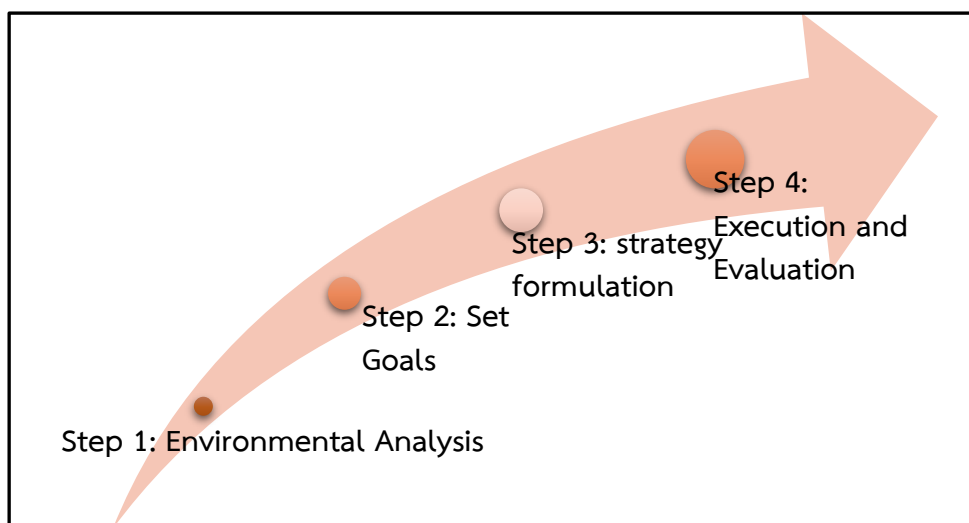 Step 1: Environmental Analysis
Step 2: Set
Goals
Step 3: strategy
formulation
Step 4:
Execution and
Evaluation